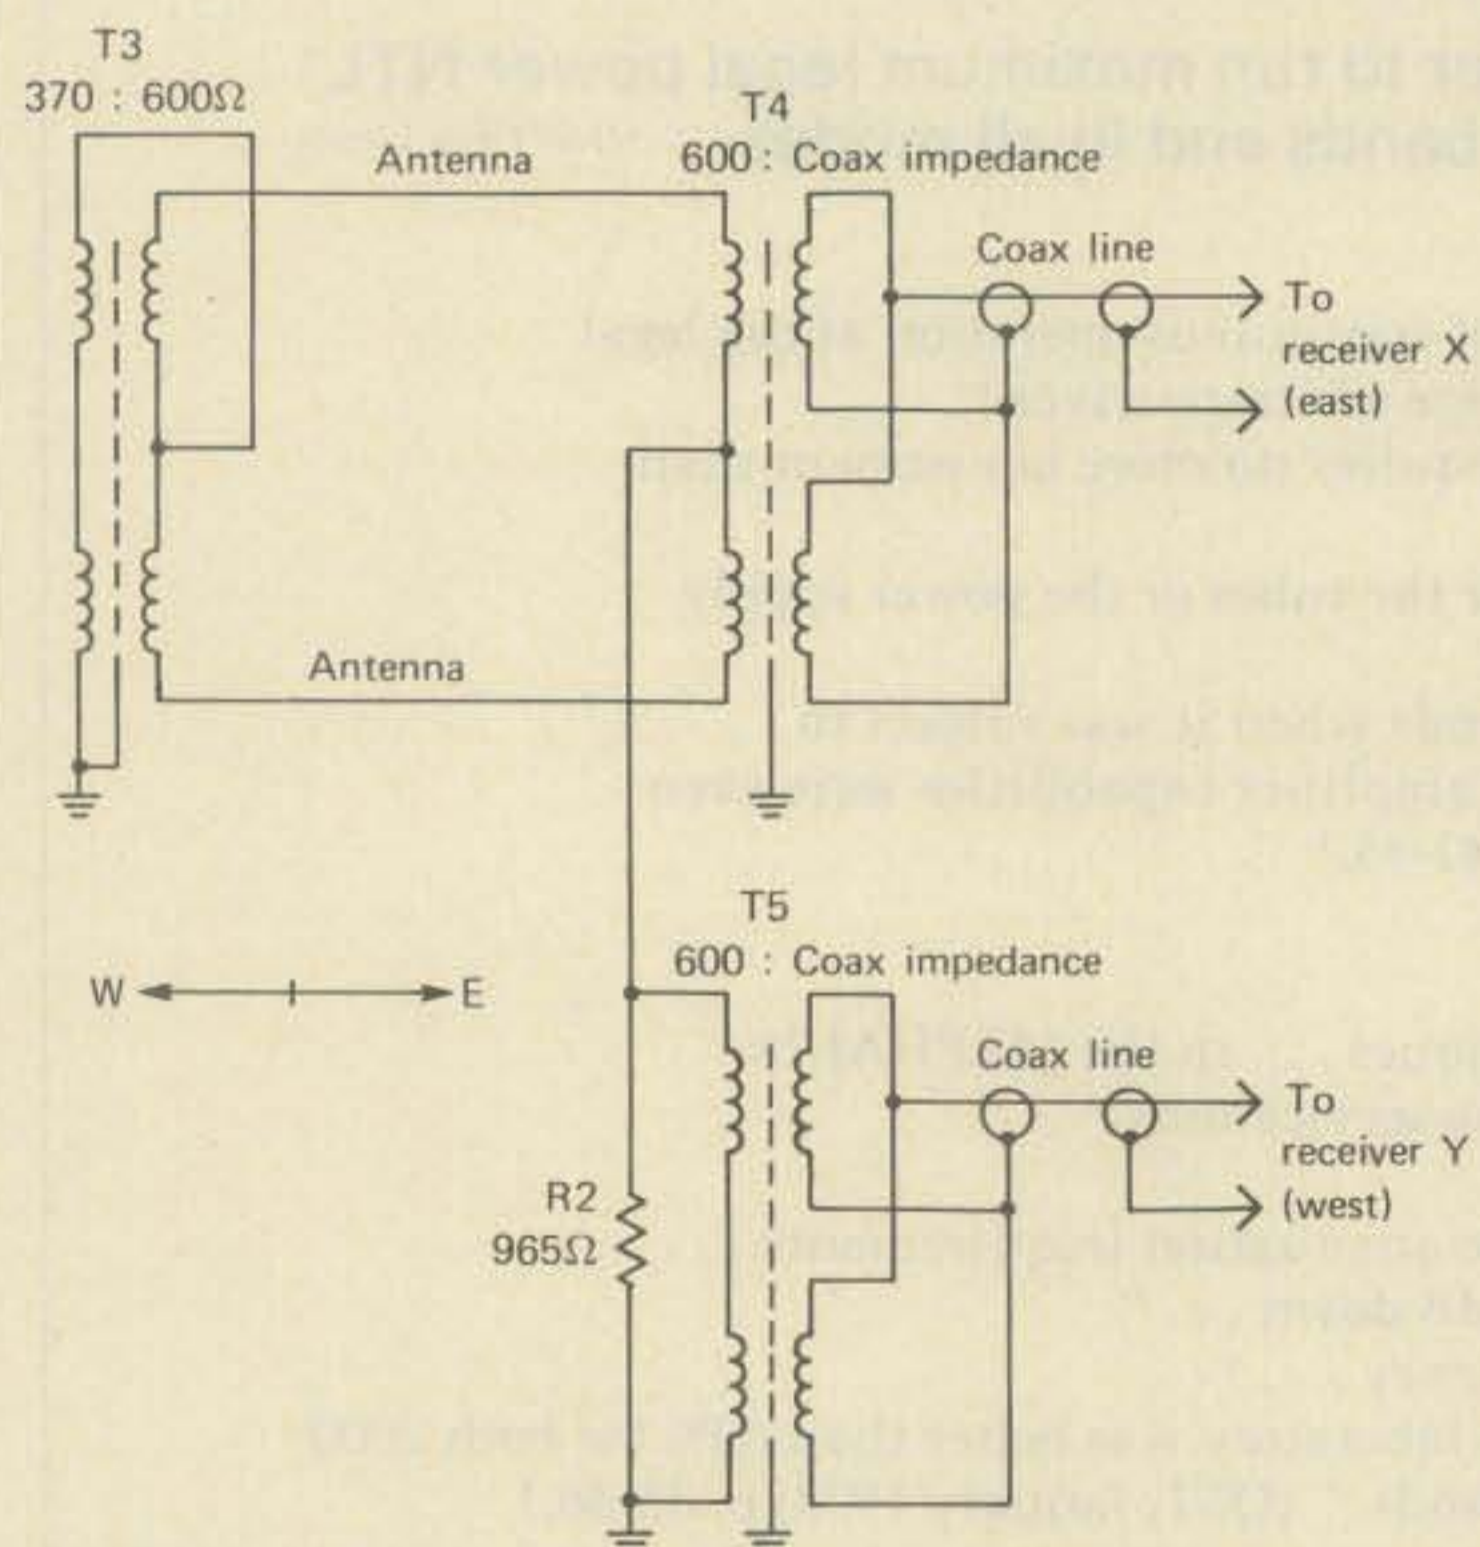 T3
370 : 600Ω
Antenna
T4
600 : Coax impedance
Coax line
To
receiver X
(east)
Antenna
W
E
T5
600 : Coax impedance
Coax line
To
receiver Y
(west)
R2
965Ω